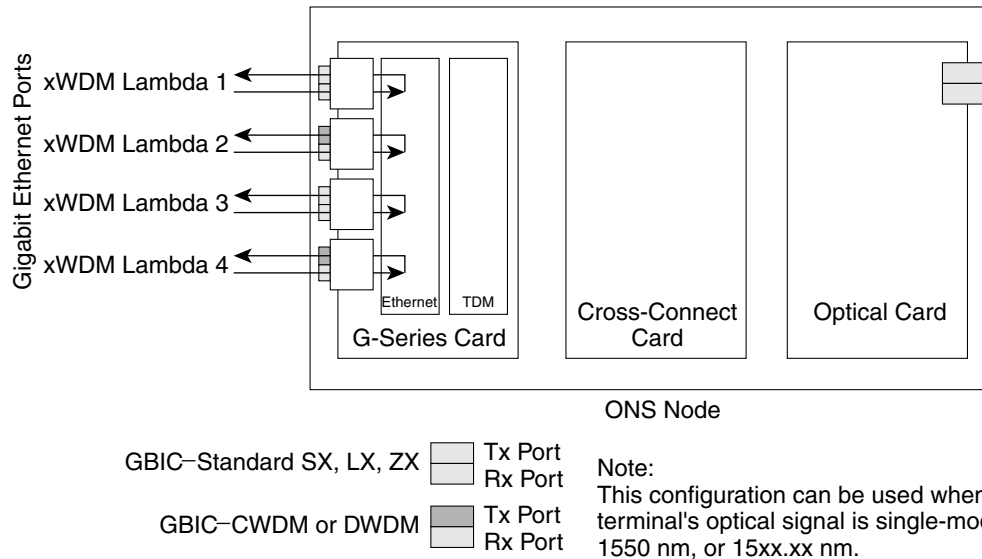 Gigabit Ethernet Ports
xWDM Lambda 1
xWDM Lambda 2
xWDM Lambda 3
xWDM Lambda 4
Ethernet
TDM
G-Series Card
Cross-Connect
Card
Optical Card
ONS Node
GBIC–Standard SX, LX, ZX
Tx Port
Rx Port
GBIC–CWDM or DWDM
Tx Port
Rx Port
Note:
This configuration can be used when
terminal's optical signal is single-mod
1550 nm, or 15xx.xx nm.